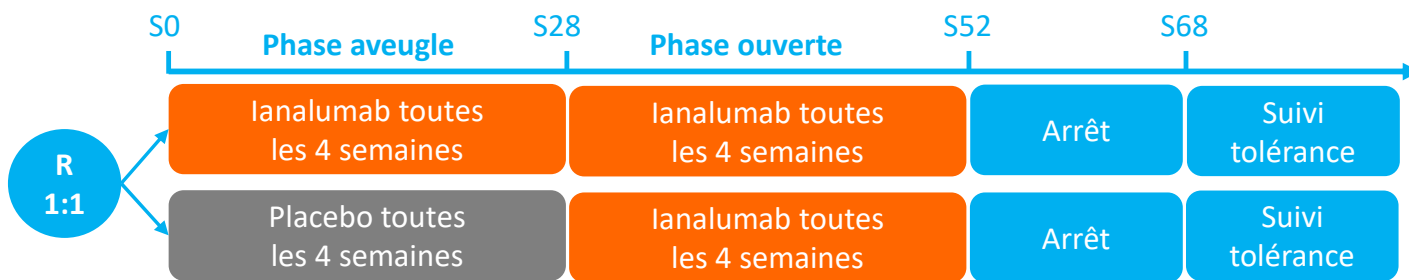 S0 S28 S52 S68
Phase aveugle Phase ouverte
R
1:1
Ianalumab toutes
les 4 semaines
Ianalumab toutes
les 4 semaines
Arrêt
Suivi
tolérance
Placebo toutes
les 4 semaines
Ianalumab toutes
les 4 semaines
Arrêt
Suivi
tolérance